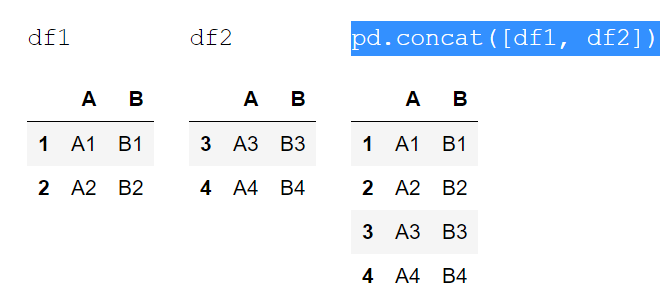 df1 df2 pd.concat([df1, df2])
A B A B A B
1 A1 B1 3 A3 B3 1 A1 B1
2 A2 B2 4 A4 B4 2 A2 B2
3 A3 B3
4 A4 B4